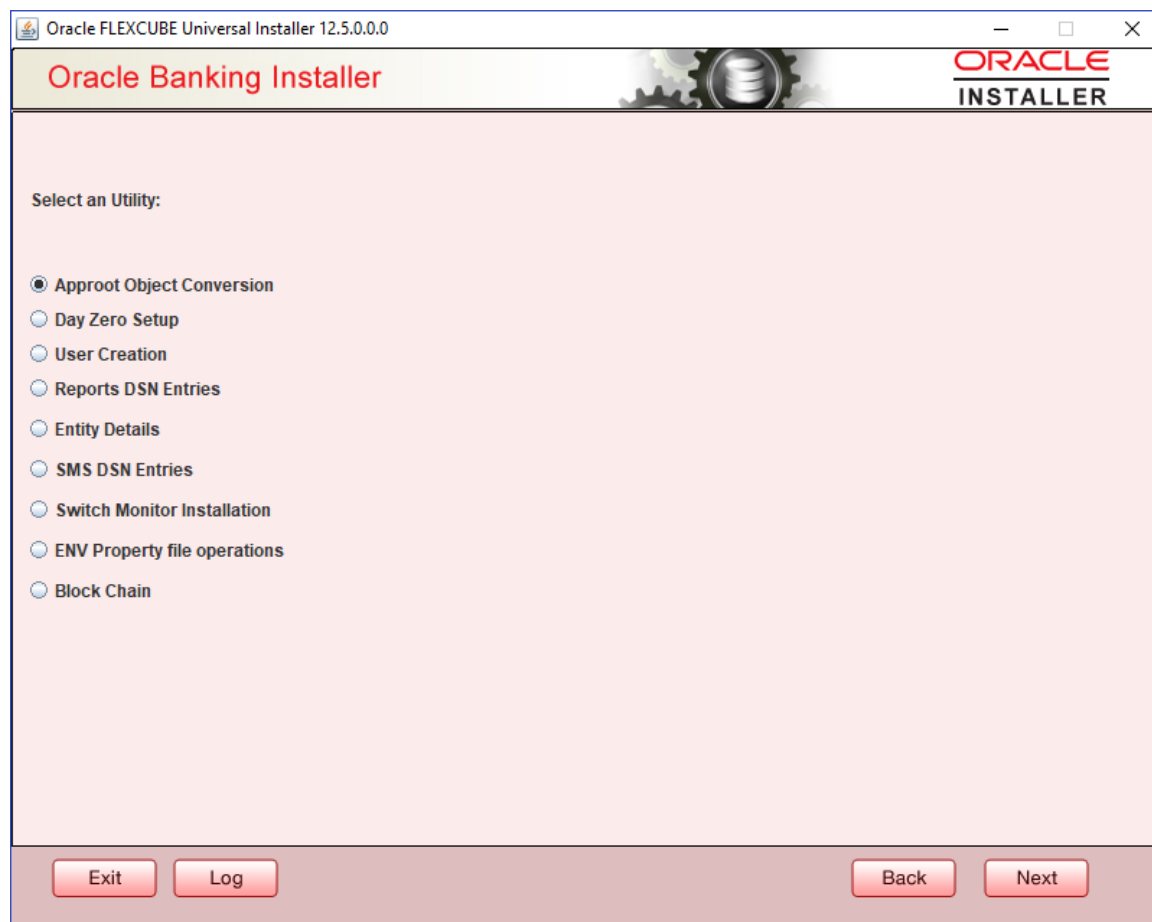 Oracle FLEXCUBE Universal Installer 12.5.0.0.0
Oracle Banking Installer
ORACLE
INSTALLER
Select an Utility:
Approot Object Conversion
Day Zero Setup
User Creation
Reports DSN Entries
Entity Details
SMS DSN Entries
Switch Monitor Installation
ENV Property file operations
Block Chain
Exit Log Back Next